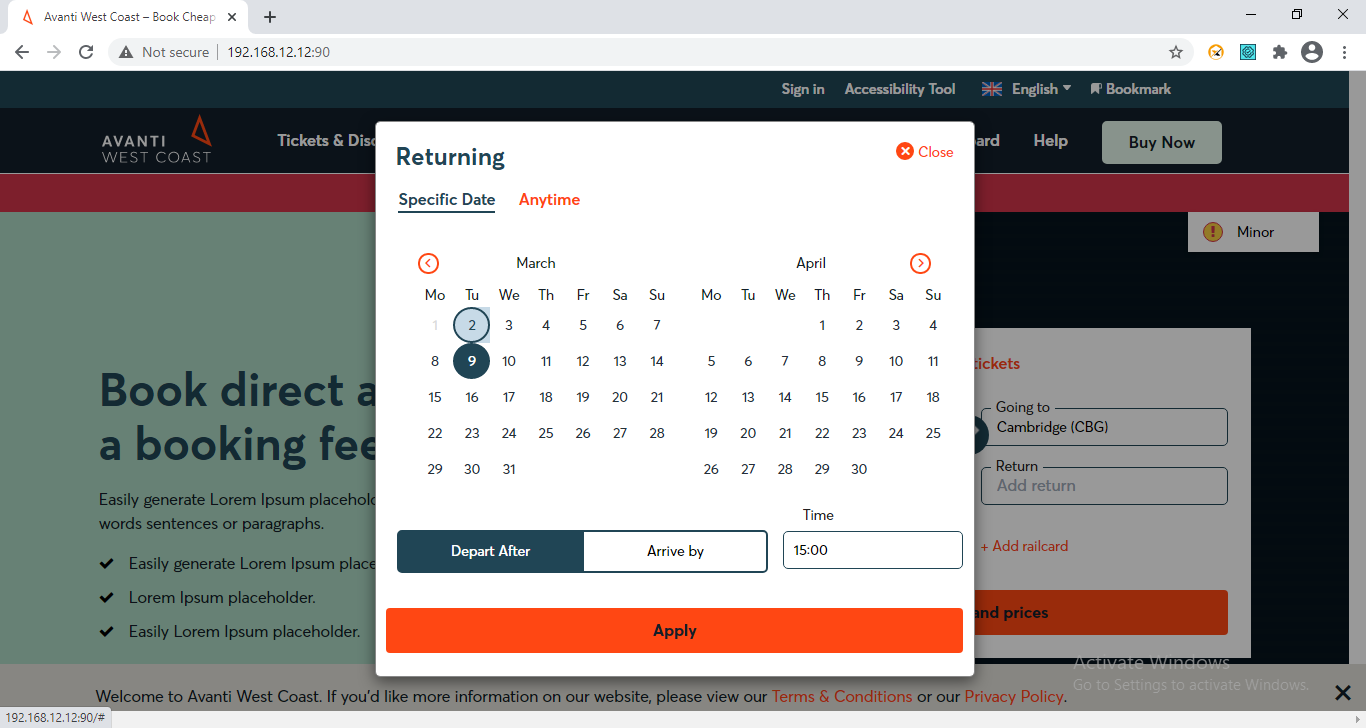 Avanti West Coast – Book Cheap
Not secure 192.168.12.12:90
Sign in Accessibility Tool English Bookmark
AVANTI
WEST COAST
Tickets & Disc
ard Help Buy Now
Returning
Close
Specific Date Anytime
Minor
March April
Mo Tu We Th Fr Sa Su Mo Tu We Th Fr Sa Su
1 2 3 4 5 6 7 1 2 3 4
8 9 10 11 12 13 14 5 6 7 8 9 10 11
15 16 17 18 19 20 21 12 13 14 15 16 17 18
22 23 24 25 26 27 28 19 20 21 22 23 24 25
29 30 31 26 27 28 29 30
Time
Depart After Arrive by 15:00
Apply
Book direct a
a booking fee
Easily generate Lorem Ipsum placehold
words sentences or paragraphs.
Easily generate Lorem Ipsum place
Lorem Ipsum placeholder.
Easily Lorem Ipsum placeholder.
tickets
Going to
Cambridge (CBG)
Return
Add return
+ Add railcard
and prices
Activate Windows
Go to Settings to activate Windows.
Welcome to Avanti West Coast. If you'd like more information on our website, please view our Terms & Conditions or our Privacy Policy.
192.168.12.12:90/#